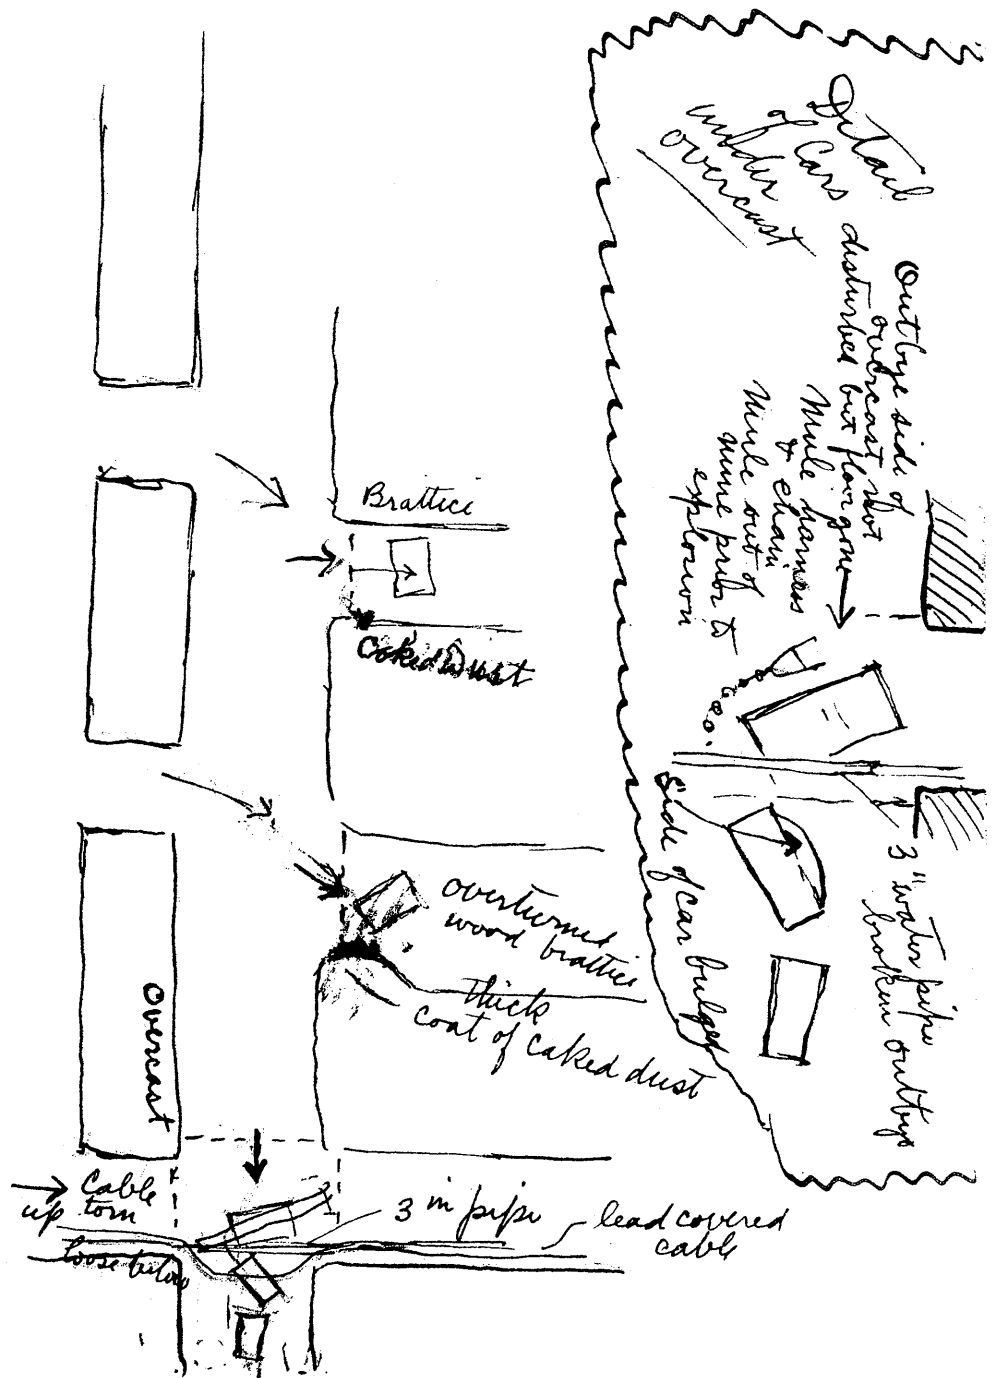 Detail
of Cars
under
overcast
Outbye side of
overcast not
disturbed but floor gone
Mule harness
& chain
Mule out of
mine prior to
explosion
Brattice
Coked Dust
Side of car bulged
3" water pipe
broken outbye
overturned
wood brattice
thick
coat of caked dust
Overcast
Cable
torn
up
loose below
3 in pipe
lead covered
cable